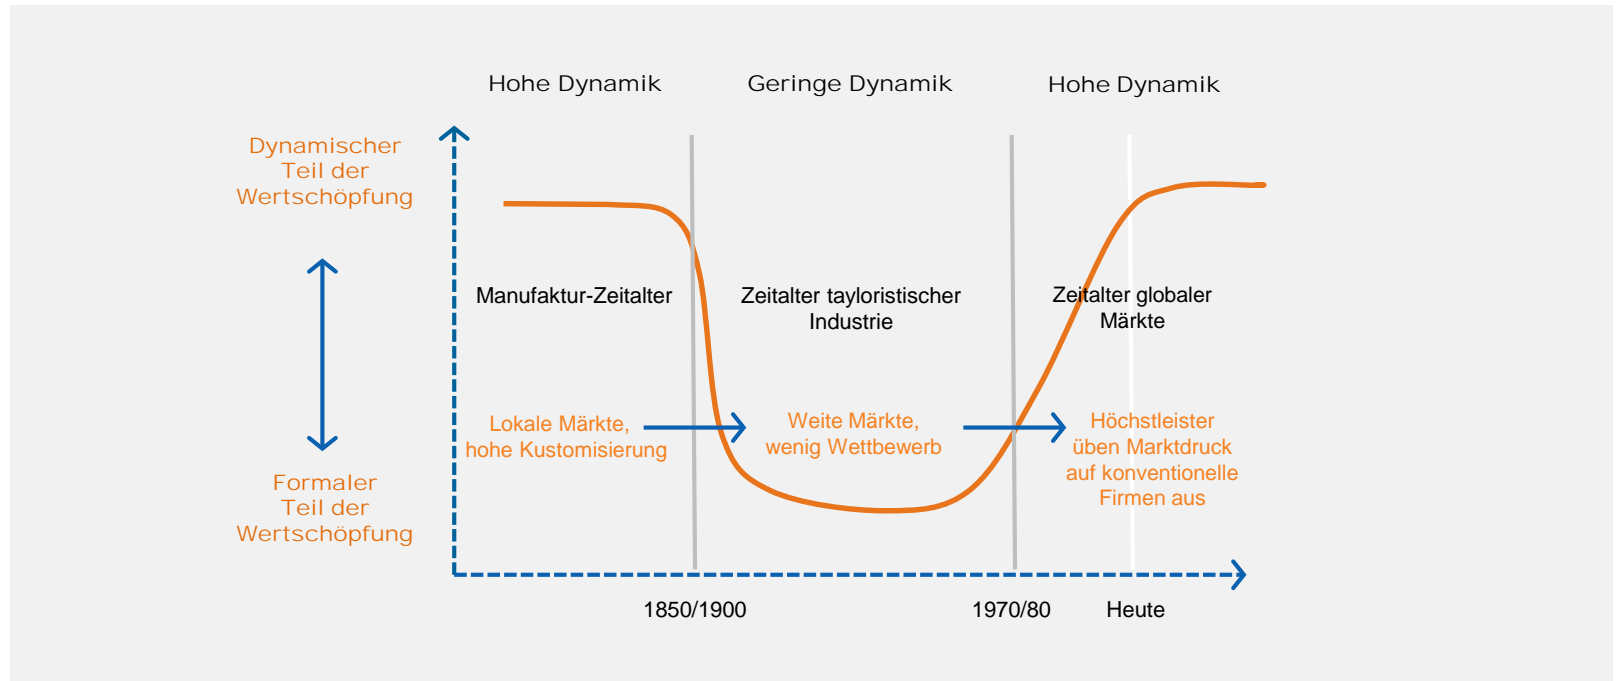 Hohe Dynamik
Geringe Dynamik
Hohe Dynamik
Dynamischer
Teil der
Wertschöpfung
Formaler
Teil der
Wertschöpfung
Manufaktur-Zeitalter
Zeitalter tayloristischer
Industrie
Zeitalter globaler
Märkte
Lokale Märkte,
hohe Kustomisierung
Weite Märkte,
wenig Wettbewerb
Höchstleister
üben Marktdruck
auf konventionelle
Firmen aus
1850/1900
1970/80
Heute